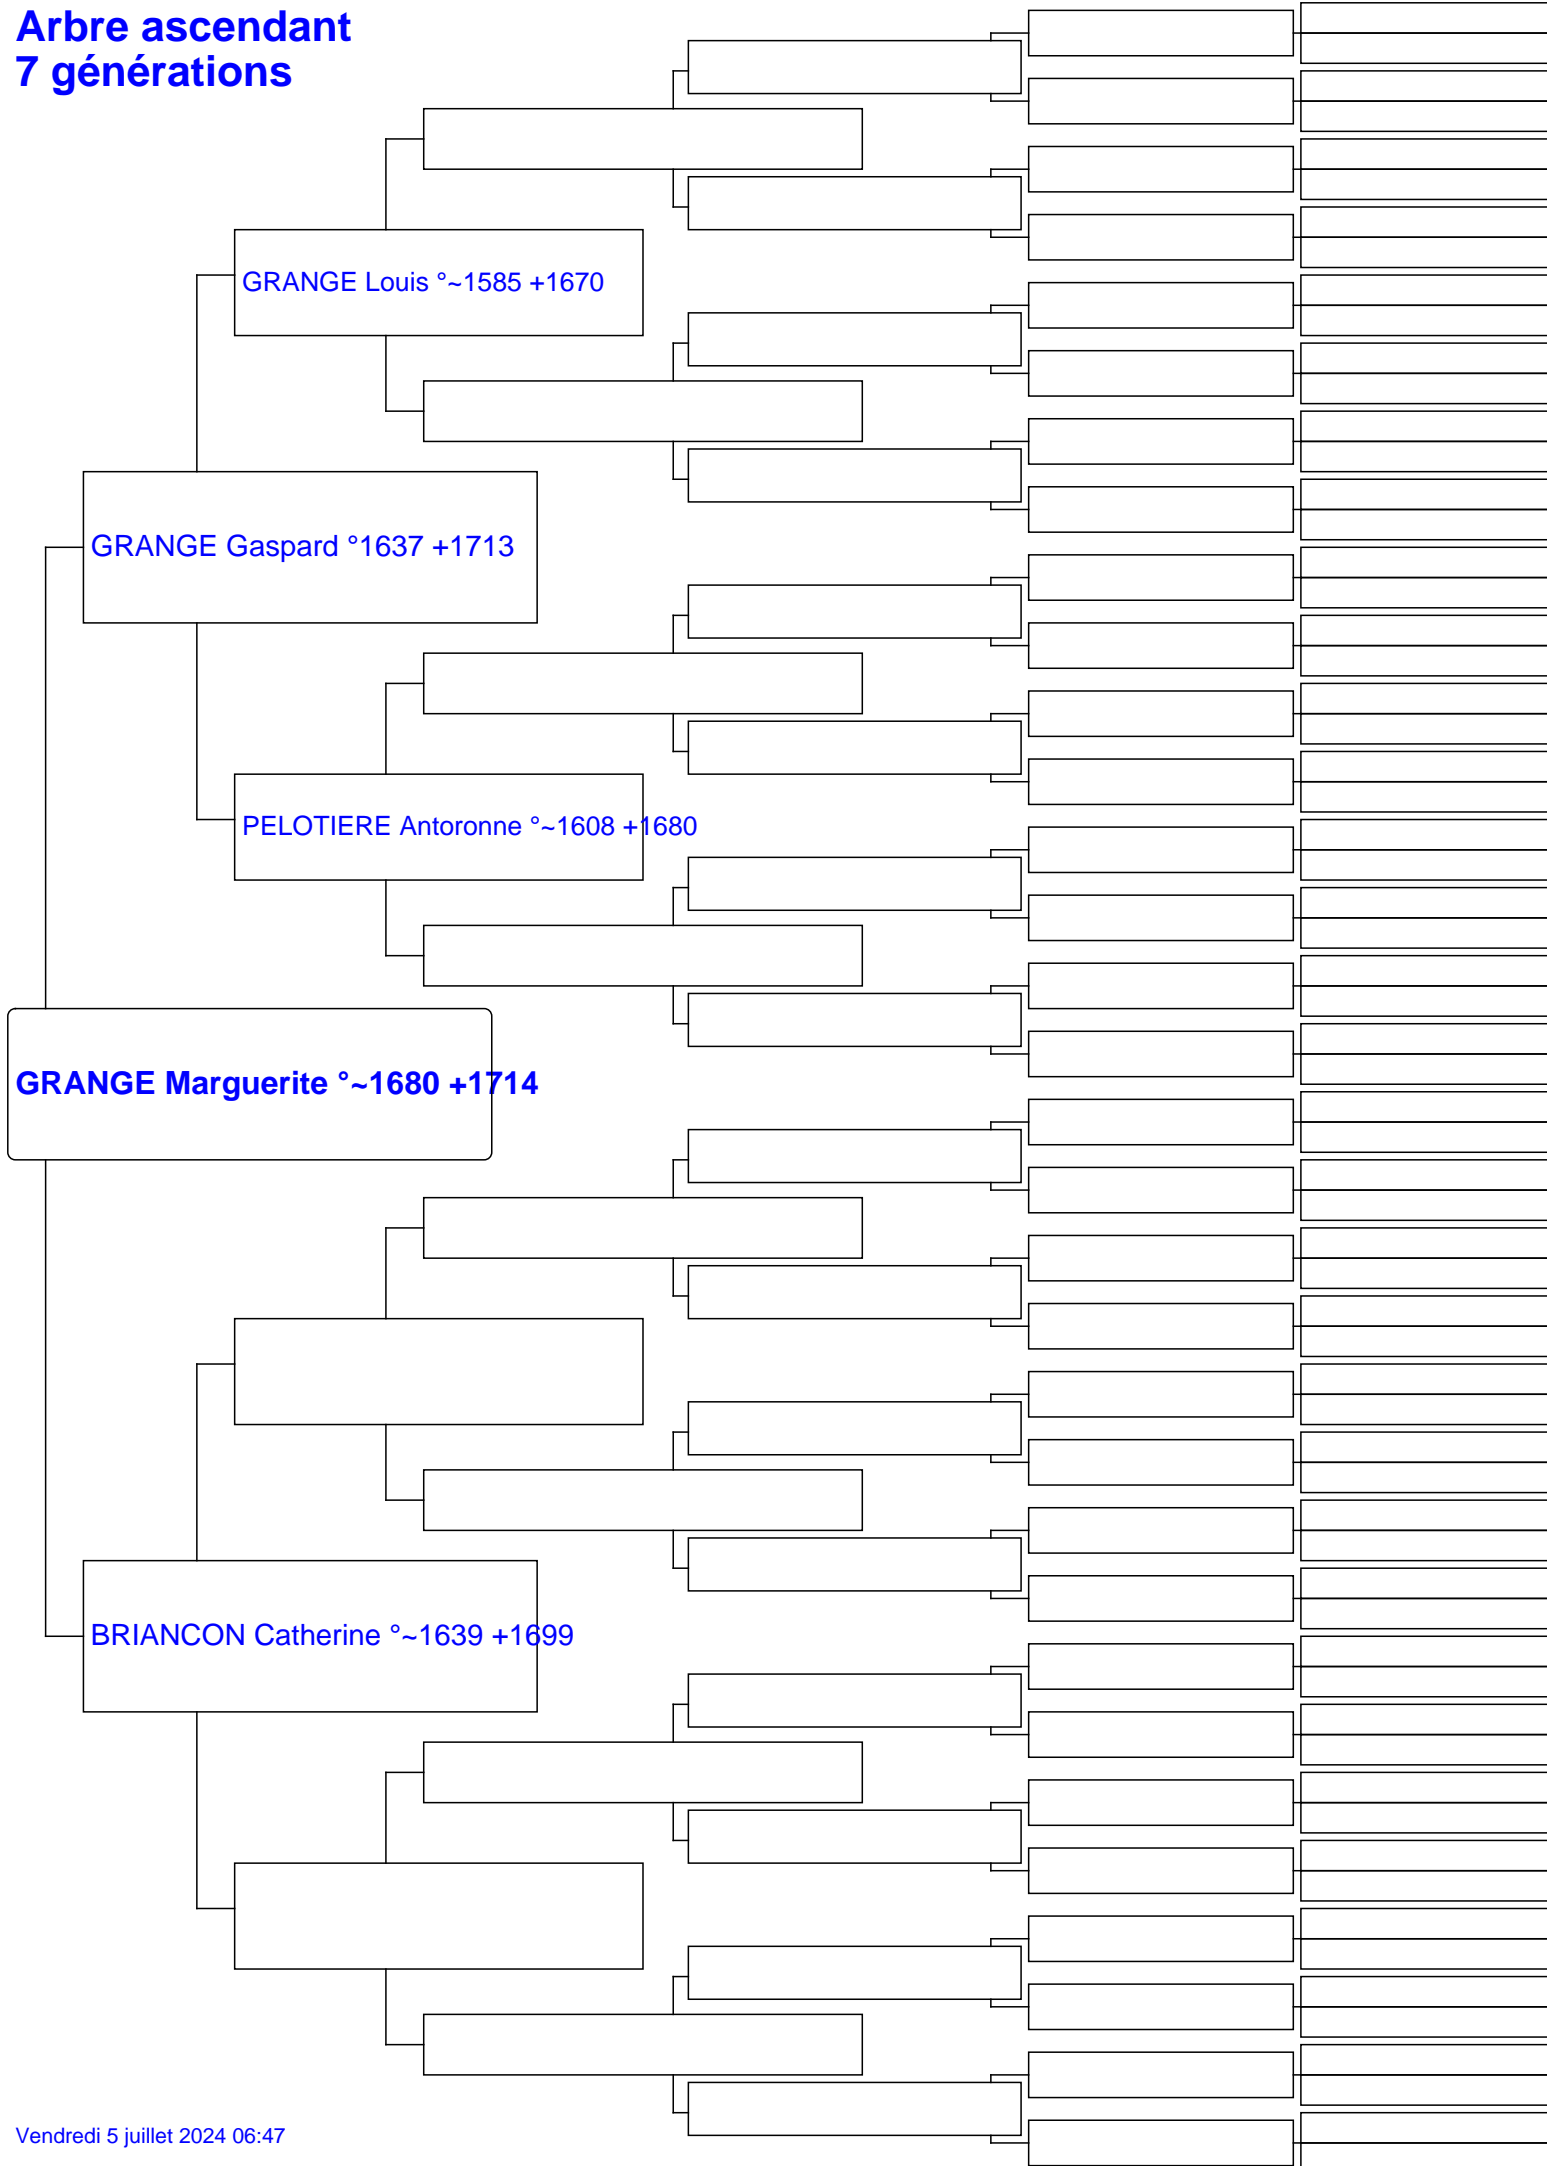 Arbre ascendant
7 générations
GRANGE Louis °~1585 +1670
GRANGE Gaspard °1637 +1713
PELOTIERE Antoronne °~1608 +1680
GRANGE Marguerite °~1680 +1714
BRIANCON Catherine °~1639 +1699
Vendredi 5 juillet 2024 06:47